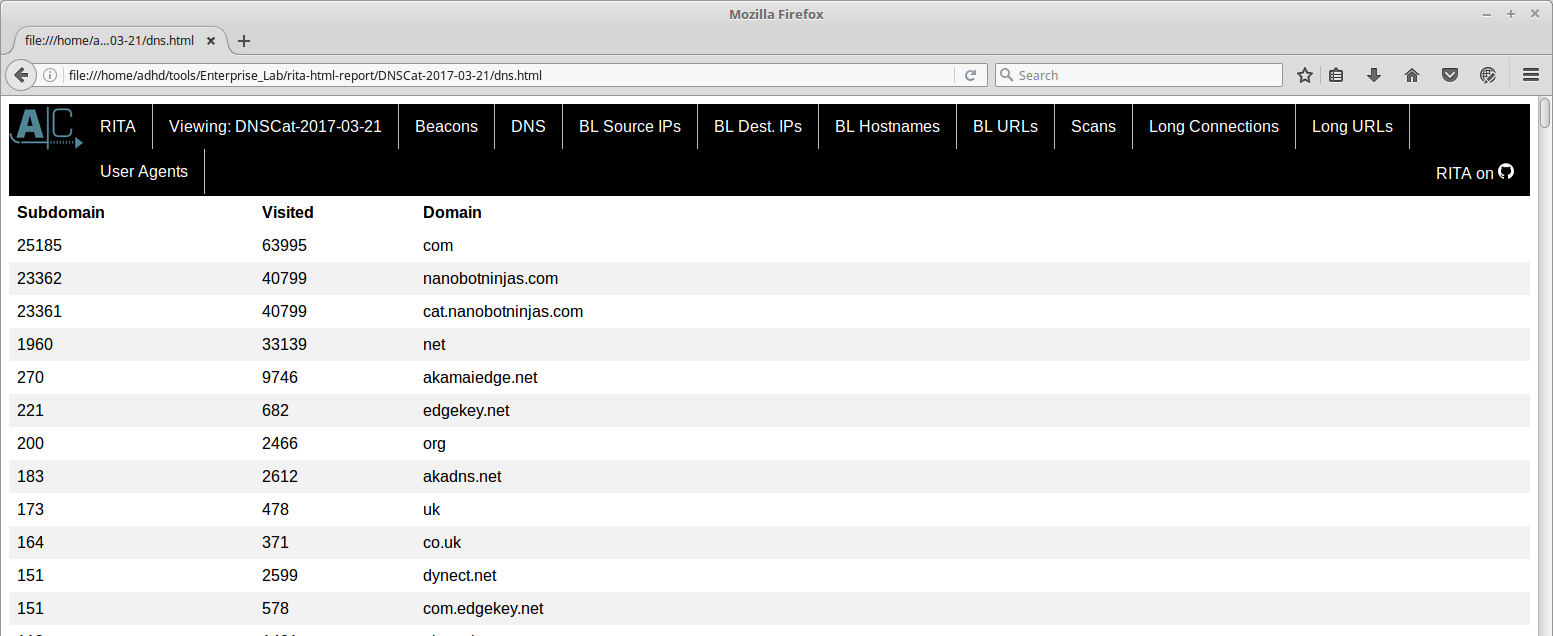 Mozilla Firefox
file:///home/a...03-21/dns.html
file:///home/adhd/tools/Enterprise_Lab/rita-html-report/DNSCat-2017-03-21/dns.html Search
AC RITA Viewing: DNSCat-2017-03-21 Beacons DNS BL Source IPs BL Dest. IPs BL Hostnames BL URLs Scans Long Connections Long URLs
User Agents RITA on
Subdomain Visited Domain
25185 63995 com
23362 40799 nanobotninjas.com
23361 40799 cat.nanobotninjas.com
1960 33139 net
270 9746 akamaiedge.net
221 682 edgekey.net
200 2466 org
183 2612 akadns.net
173 478 uk
164 371 co.uk
151 2599 dynect.net
151 578 com.edgekey.net